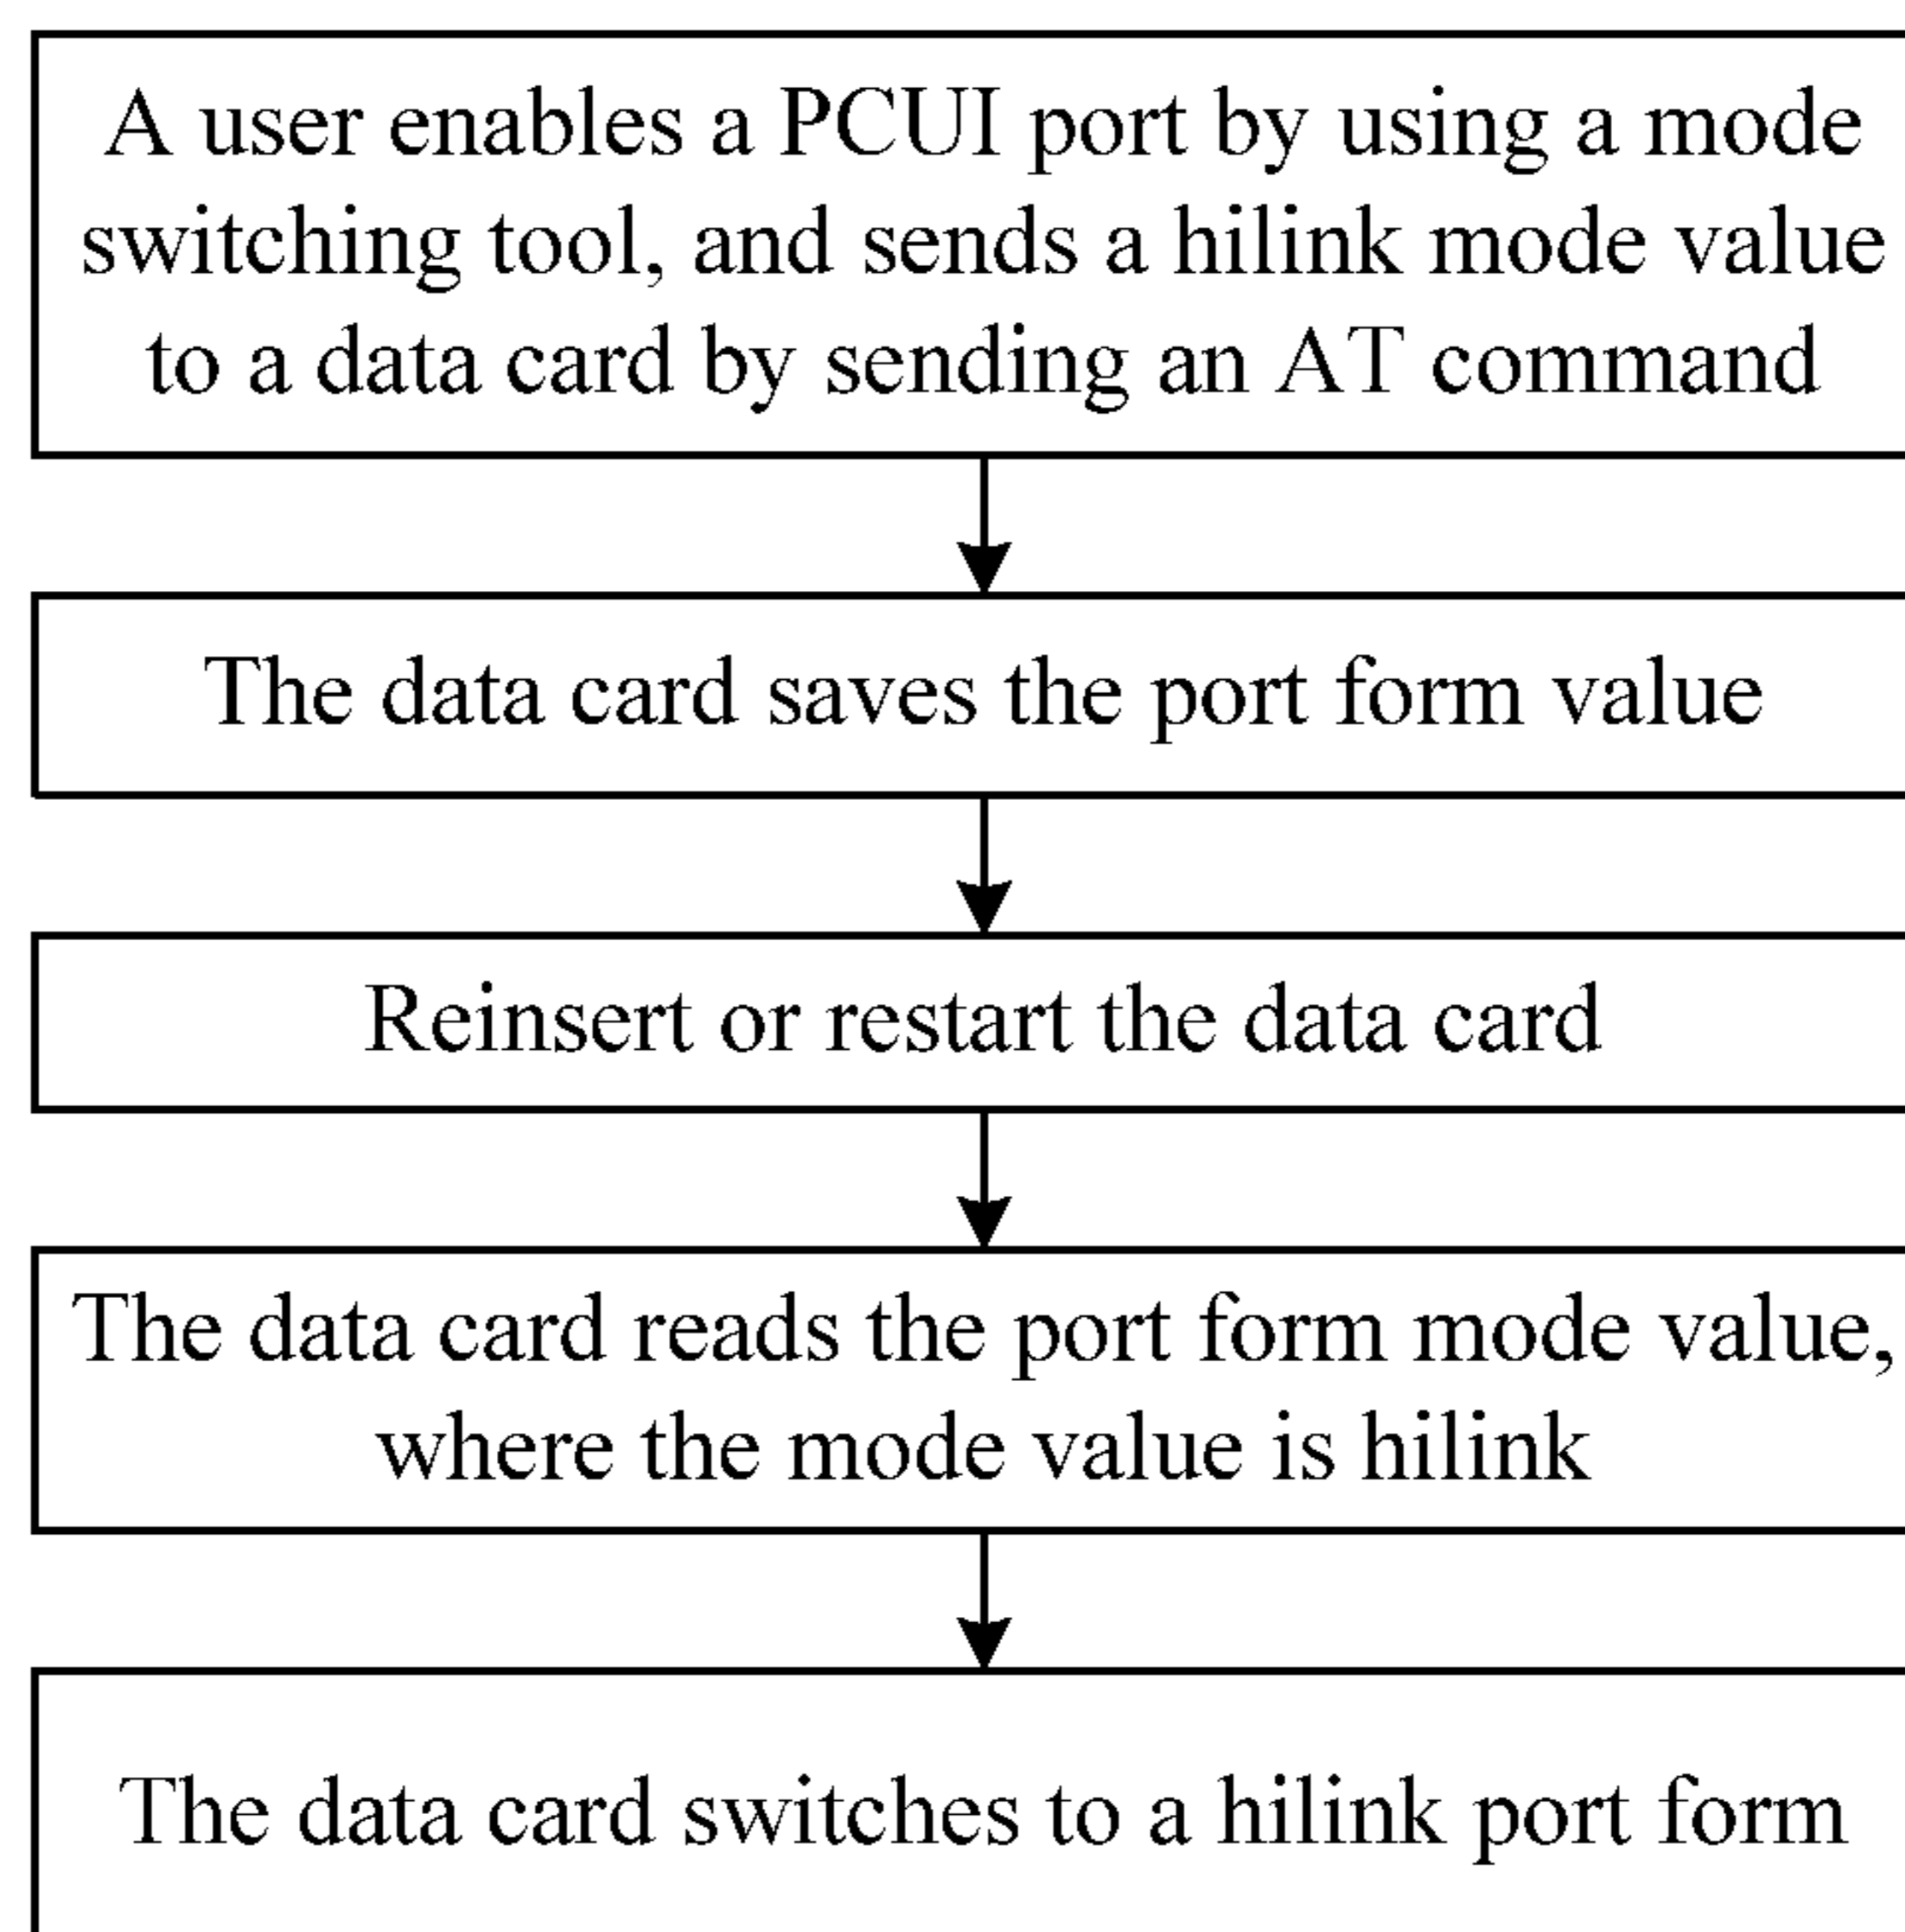 A user enables a PCUI port by using a mode
switching tool, and sends a hilink mode value
to a data card by sending an AT command
The data card saves the port form value
Reinsert or restart the data card
The data card reads the port form mode value,
where the mode value is hilink
The data card switches to a hilink port form